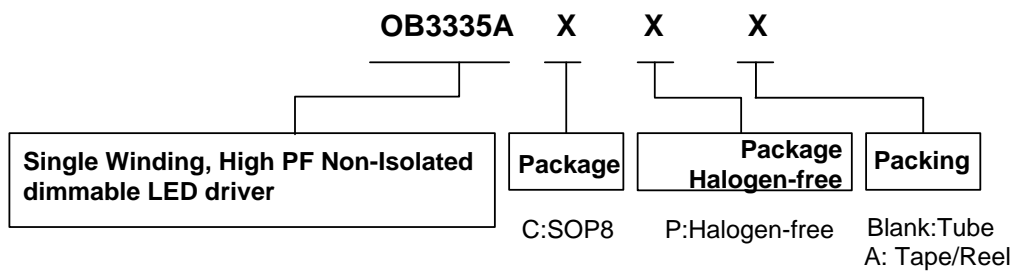 OB3335A X X X
Single Winding, High PF Non-Isolated
dimmable LED driver
Package
Package
Halogen-free
Packing
C:SOP8
P:Halogen-free
Blank:Tube
A: Tape/Reel